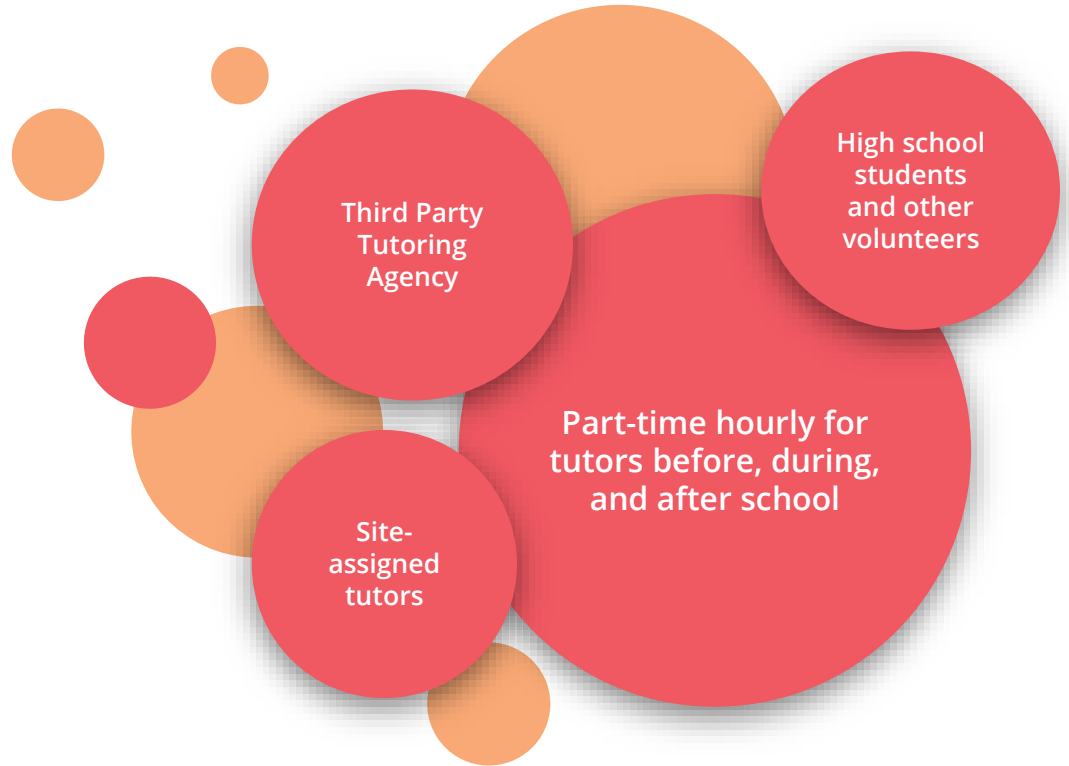 Third Party
Tutoring
Agency
High school
students
and other
volunteers
Part-time hourly for
tutors before, during,
and after school
Site-
assigned
tutors